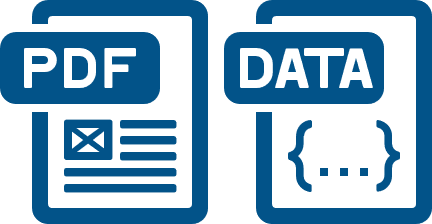 PDF
DATA
{...}